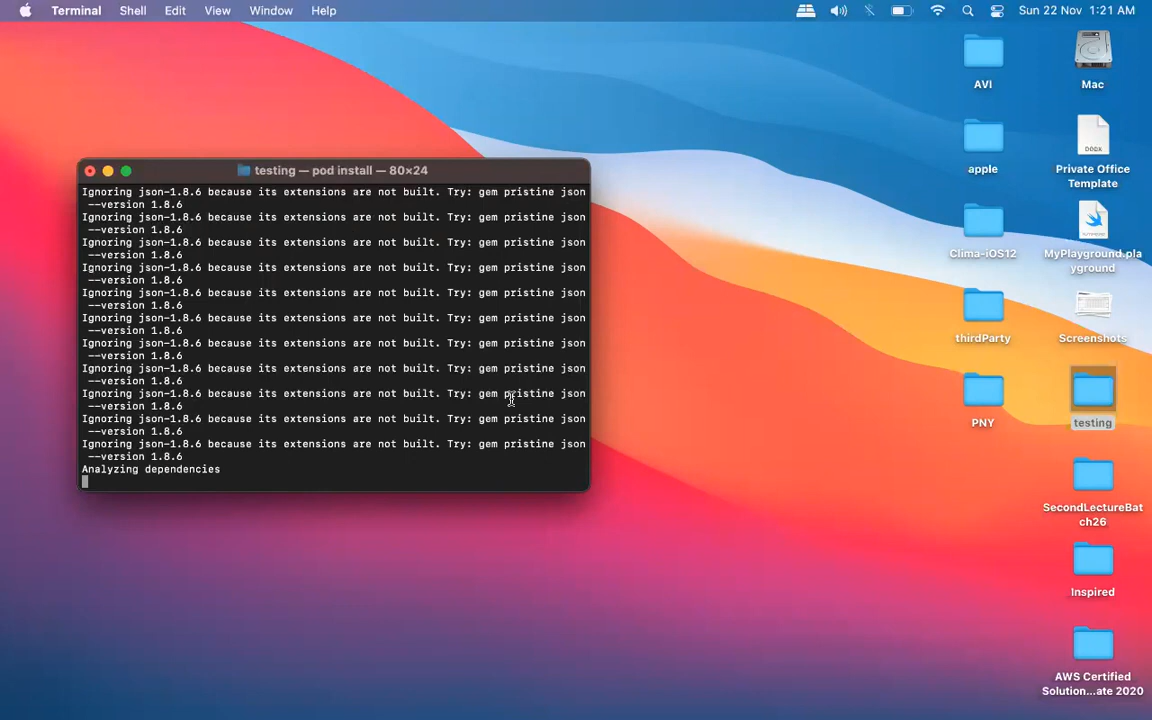 Terminal Shell Edit View Window Help Sun 22 Nov 1:21 AM
testing — pod install — 80×24
Ignoring json-1.8.6 because its extensions are not built. Try: gem pristine json
--version 1.8.6
Ignoring json-1.8.6 because its extensions are not built. Try: gem pristine json
--version 1.8.6
Ignoring json-1.8.6 because its extensions are not built. Try: gem pristine json
--version 1.8.6
Ignoring json-1.8.6 because its extensions are not built. Try: gem pristine json
--version 1.8.6
Ignoring json-1.8.6 because its extensions are not built. Try: gem pristine json
--version 1.8.6
Ignoring json-1.8.6 because its extensions are not built. Try: gem pristine json
--version 1.8.6
Ignoring json-1.8.6 because its extensions are not built. Try: gem pristine json
--version 1.8.6
Ignoring json-1.8.6 because its extensions are not built. Try: gem pristine json
--version 1.8.6
Ignoring json-1.8.6 because its extensions are not built. Try: gem pristine json
--version 1.8.6
Ignoring json-1.8.6 because its extensions are not built. Try: gem pristine json
--version 1.8.6
Ignoring json-1.8.6 because its extensions are not built. Try: gem pristine json
--version 1.8.6
Analyzing dependencies
AVI
Mac
apple
DOCX
Private Office
Template
Clima-iOS12
MyPlayground.pla
yground
thirdParty
Screenshots
PNY
testing
SecondLectureBat
ch26
Inspired
AWS Certified
Solution...ate 2020